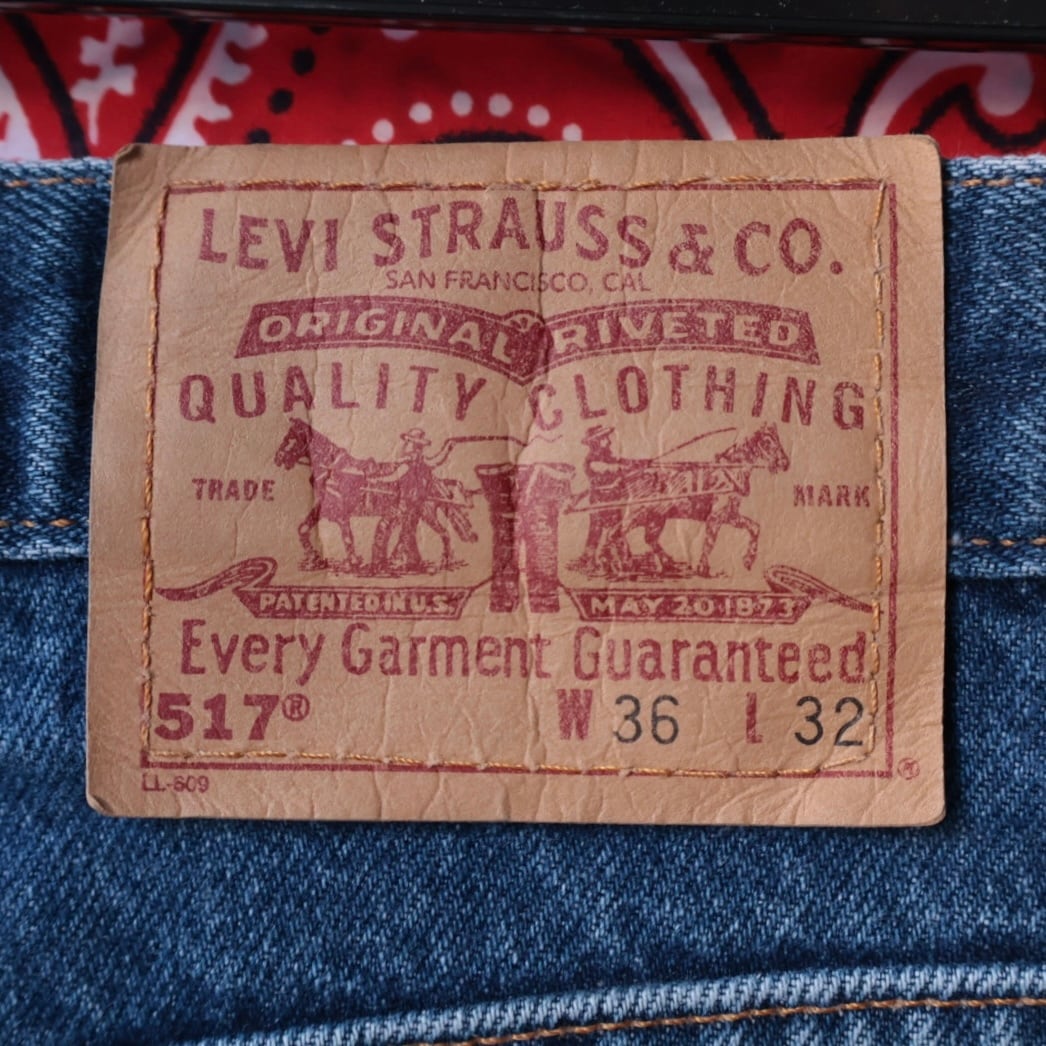 LEVI STRAUSS & CO.
SAN FRANCISCO, CAL
ORIGINAL RIVETED
QUALITY CLOTHING
TRADE MARK
PATENTED IN U.S. MAY 20 1873
Every Garment Guaranteed
517® W 36 L 32
LL-609 ®